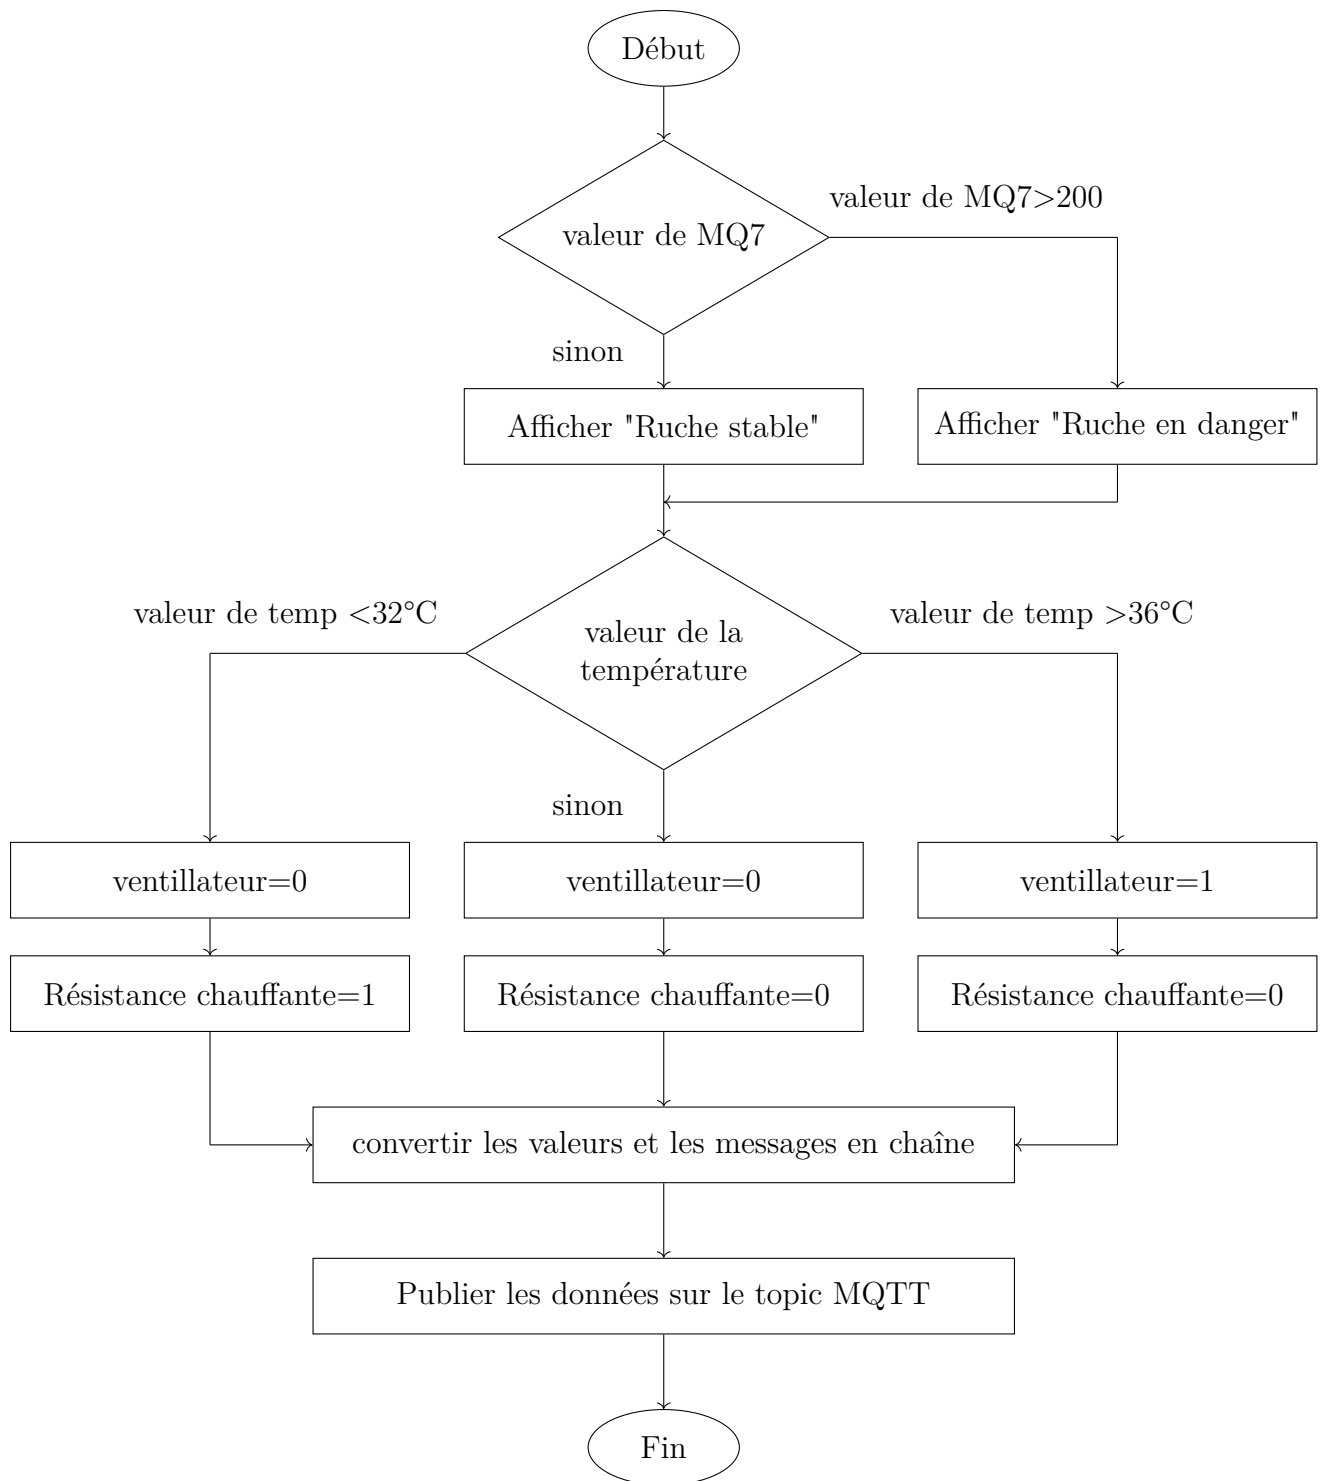 Début
valeur de MQ7>200
valeur de MQ7
sinon
Afficher "Ruche stable"
Afficher "Ruche en danger"
valeur de temp <32°C
valeur de temp >36°C
valeur de la
température
sinon
ventillateur=0
ventillateur=0
ventillateur=1
Résistance chauffante=1
Résistance chauffante=0
Résistance chauffante=0
convertir les valeurs et les messages en chaîne
Publier les données sur le topic MQTT
Fin